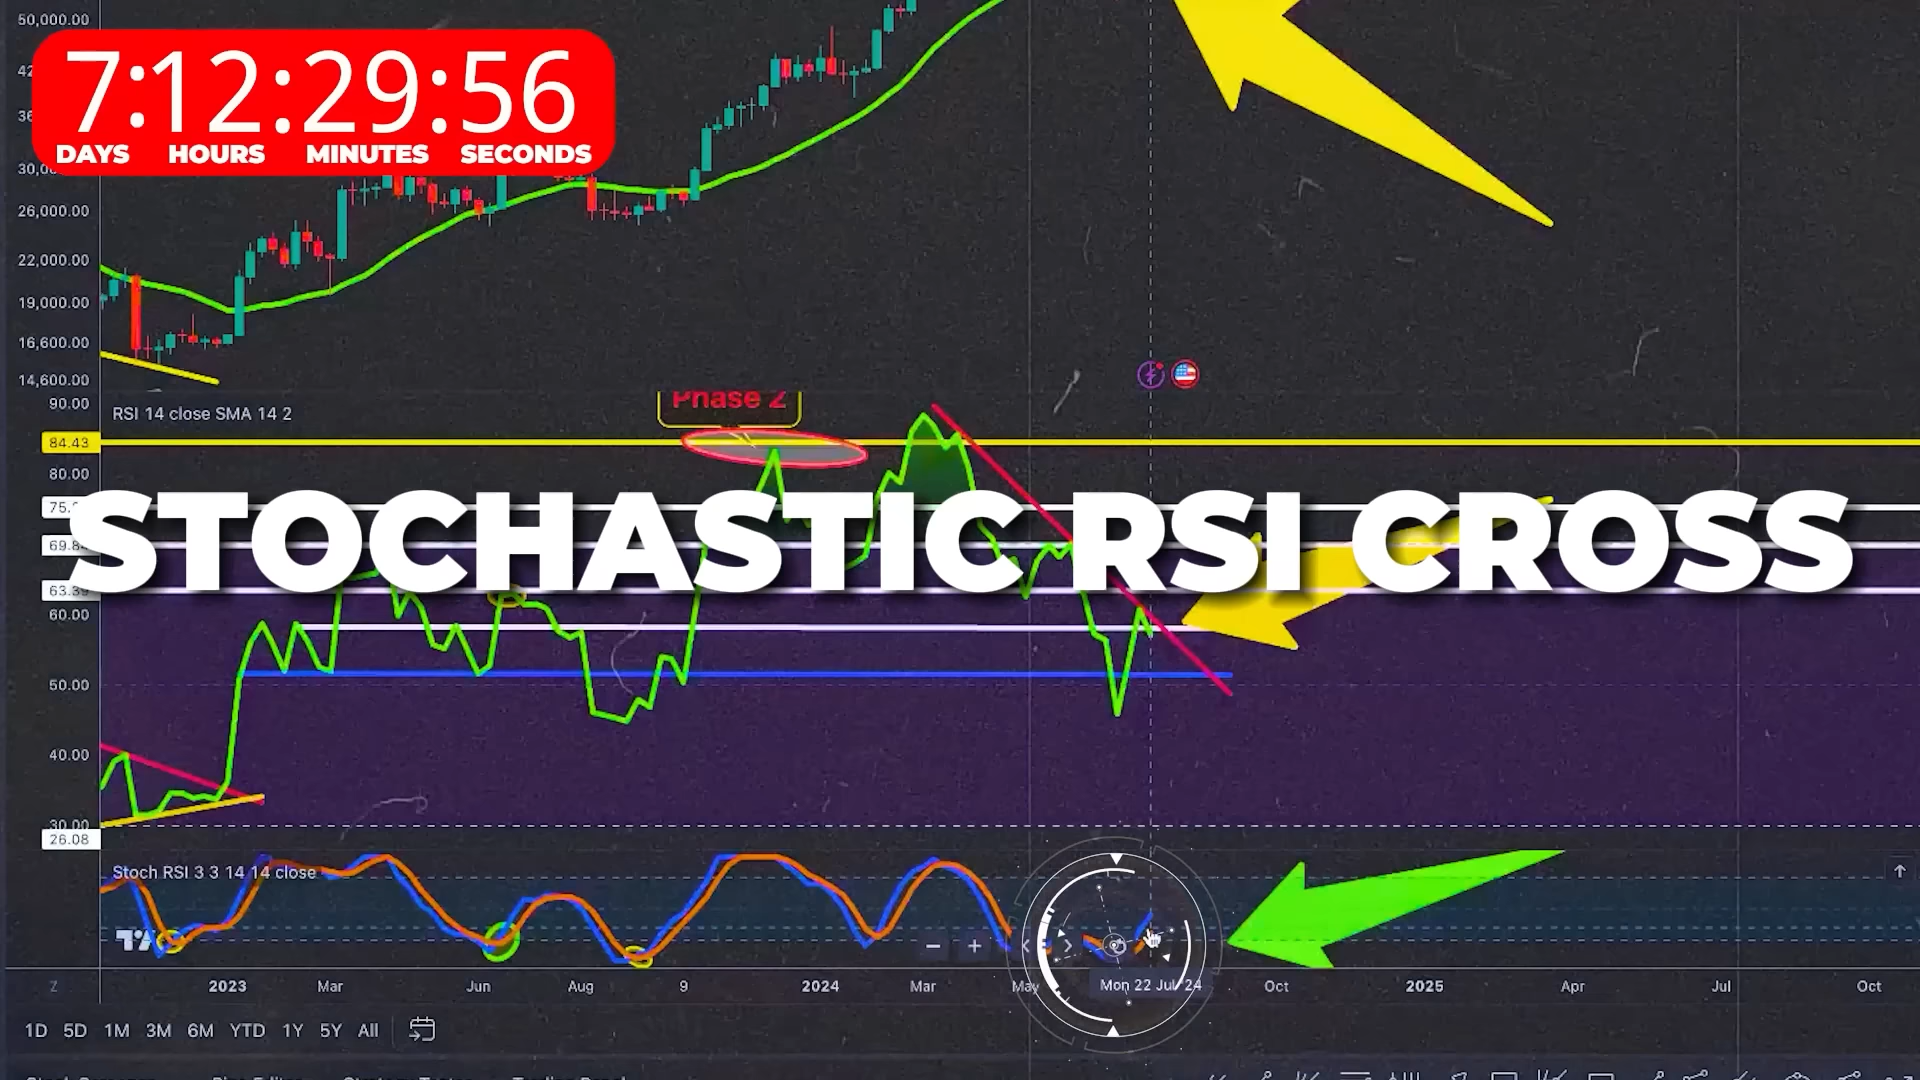 50,000.00
7:12:29:56
DAYS HOURS MINUTES SECONDS
26,000.00
22,000.00
19,000.00
16,600.00
14,600.00
Phase 2
90.00
RSI 14 close SMA 14 2
84.43
80.00
STOCHASTIC RSI CROSS
63.39
60.00
50.00
40.00
30.00
26.08
Stoch RSI 3 3 14 14 close
Z 2023 Mar Jun Aug 9 2024 Mar May Mon 22 Jul '24 Oct 2025 Apr Jul Oct
1D 5D 1M 3M 6M YTD 1Y 5Y All